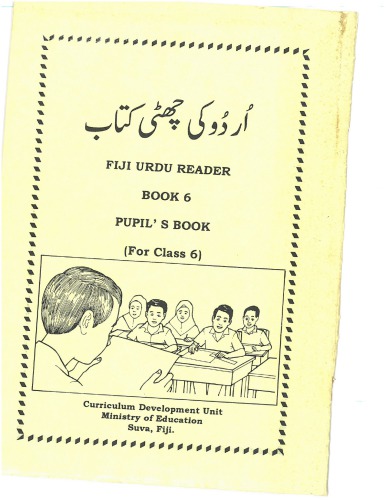 اُردُو کی چھٹی کتاب
FIJI URDU READER
BOOK 6
PUPIL' S BOOK
(For Class 6)
Curriculum Development Unit
Ministry of Education
Suva, Fiji.